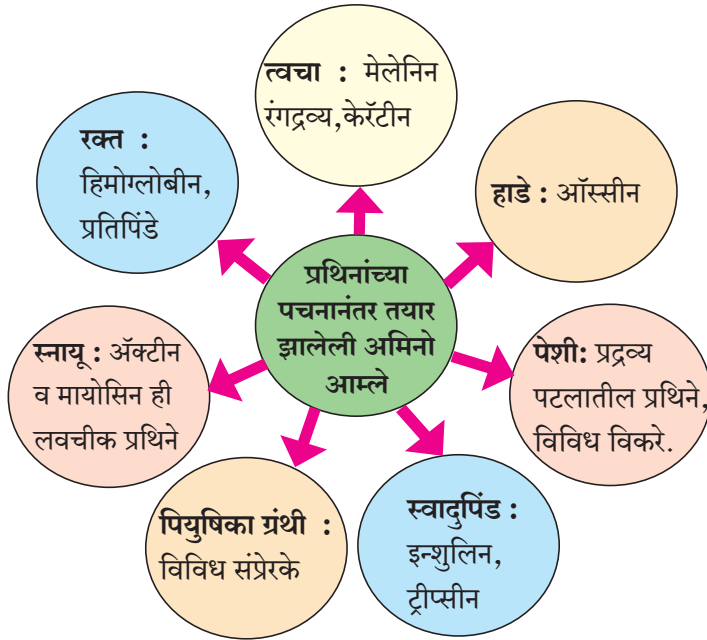 त्वचा : मेलेनिन
रंगद्रव्य,केरॅटीन
रक्त :
हिमोग्लोबीन,
प्रतिपिंडे
हाडे : ऑस्सीन
प्रथिनांच्या
पचनानंतर तयार
झालेली अमिनो
आम्ले
स्नायू : ॲक्टीन
व मायोसिन ही
लवचीक प्रथिने
पेशी: प्रद्रव्य
पटलातील प्रथिने,
विविध विकरे.
पियुषिका ग्रंथी :
विविध संप्रेरके
स्वादुपिंड :
इन्शुलिन,
ट्रीप्सीन